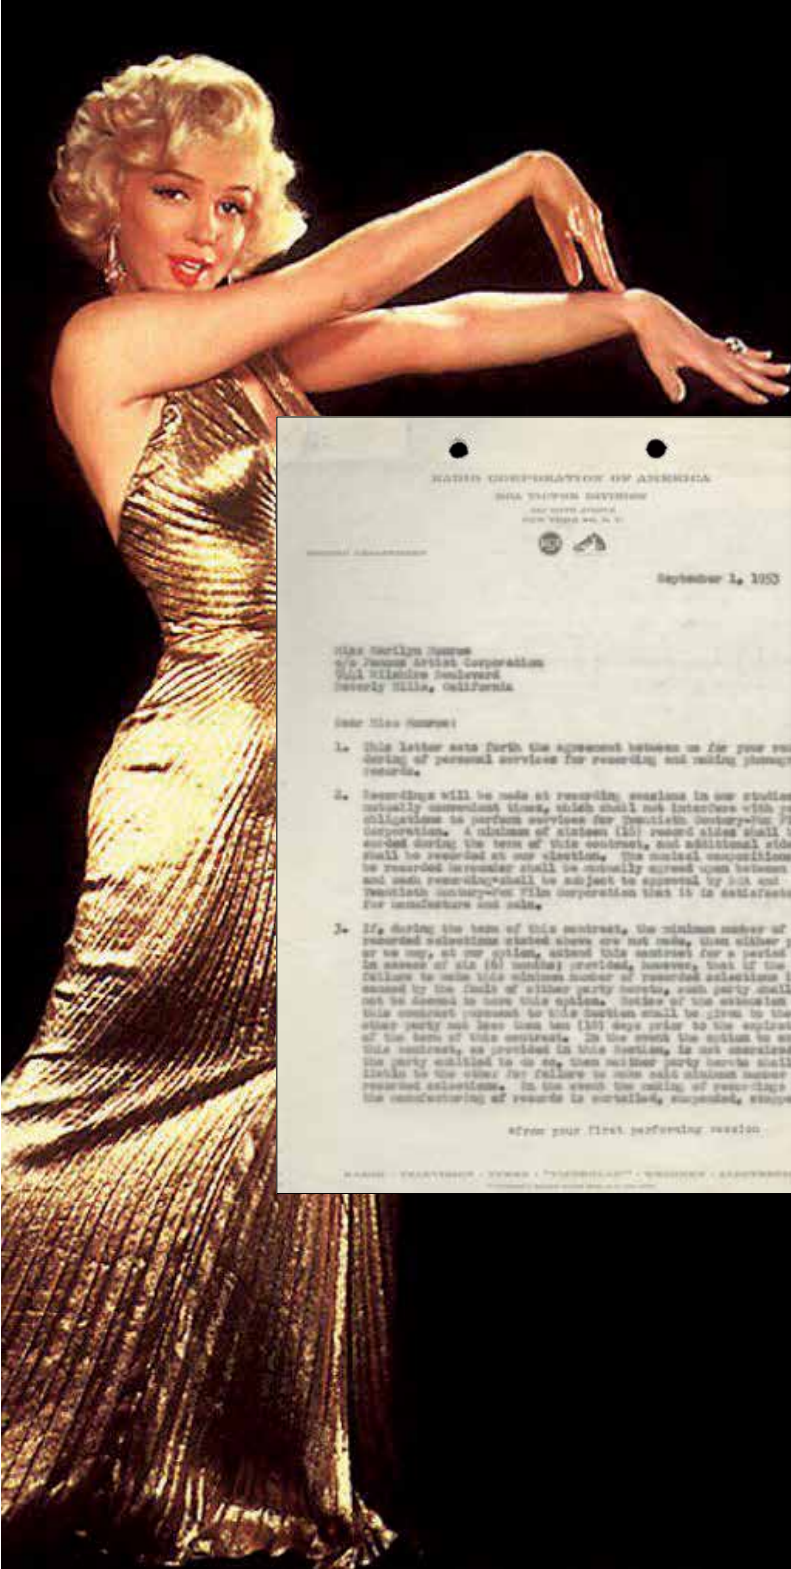 RADIO CORPORATION OF AMERICA
RCA VICTOR DIVISION
NEW YORK 20, N. Y.
RCA
September 1, 1953
Miss Marilyn Monroe
c/o Famous Artist Corporation
9441 Wilshire Boulevard
Beverly Hills, California
Dear Miss Monroe:
1. This letter sets forth the agreement between us for your
dering of personal services for recording and making
records.
2. Recordings will be made at recording sessions in our studios
mutually convenient times, which shall not interfere with
obligations to perform services for Twentieth Century-Fox
Corporation. A minimum of sixteen (16) record sides shall
corded during the term of this contract, and additional
shall be recorded at our election. The musical compositions
be recorded hereunder shall be mutually agreed upon between
and each recording shall be subject to approval by RCA and
Twentieth Century-Fox Film Corporation that it is
for manufacture and sale.
3. If, during the term of this contract, the minimum number of
recorded selections stated above are not made, then either
or we may, at our option, extend this contract for a period
in excess of six (6) months; provided, however, that if the
failure to make said minimum number of recorded selections
caused by the fault of either party hereto, such party shall
not be deemed to have this option. Notice of the extension
this contract pursuant to this Section shall be given to the
other party not less than ten (10) days prior to the
of the term of this contract. In the event the option to
this contract, as provided in this Section, is not exercised
the party entitled to do so, then neither party hereto shall
liable to the other for failure to make said minimum number
recorded selections. In the event the making of recordings
the manufacturing of records is curtailed, suspended,
*from your first performing session
RADIO · TELEVISION · TUBES · "VICTROLAS" · RECORDS ·